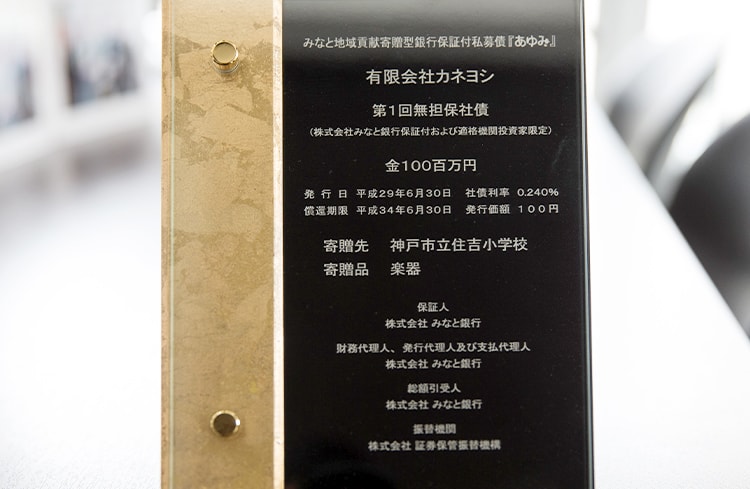 みなと地域貢献寄贈型銀行保証付私募債『あゆみ』
有限会社カネヨシ
第1回無担保社債
（株式会社みなと銀行保証付および適格機関投資家限定）
金100百万円
発行日 平成29年6月30日 社債利率 0.240%
償還期限 平成34年6月30日 発行価額 100円
寄贈先 神戸市立住吉小学校
寄贈品 楽器
保証人
株式会社 みなと銀行
財務代理人、発行代理人及び支払代理人
株式会社 みなと銀行
総額引受人
株式会社 みなと銀行
振替機関
株式会社 証券保管振替機構